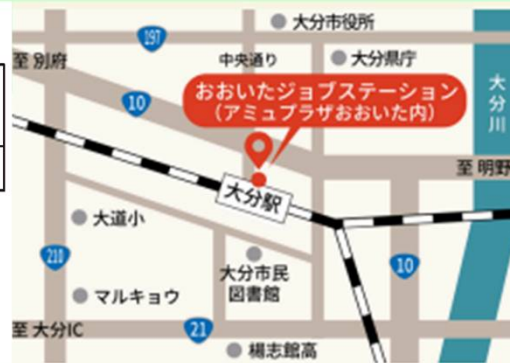 大分市役所
197
至 別府
中央通り
大分県庁
10
おおいたジョブステーション
（アミュプラザおおいた内）
大分川
至 明野
大分駅
大道小
210
大分市民
図書館
10
マルキョウ
至 大分IC
21
楊志館高